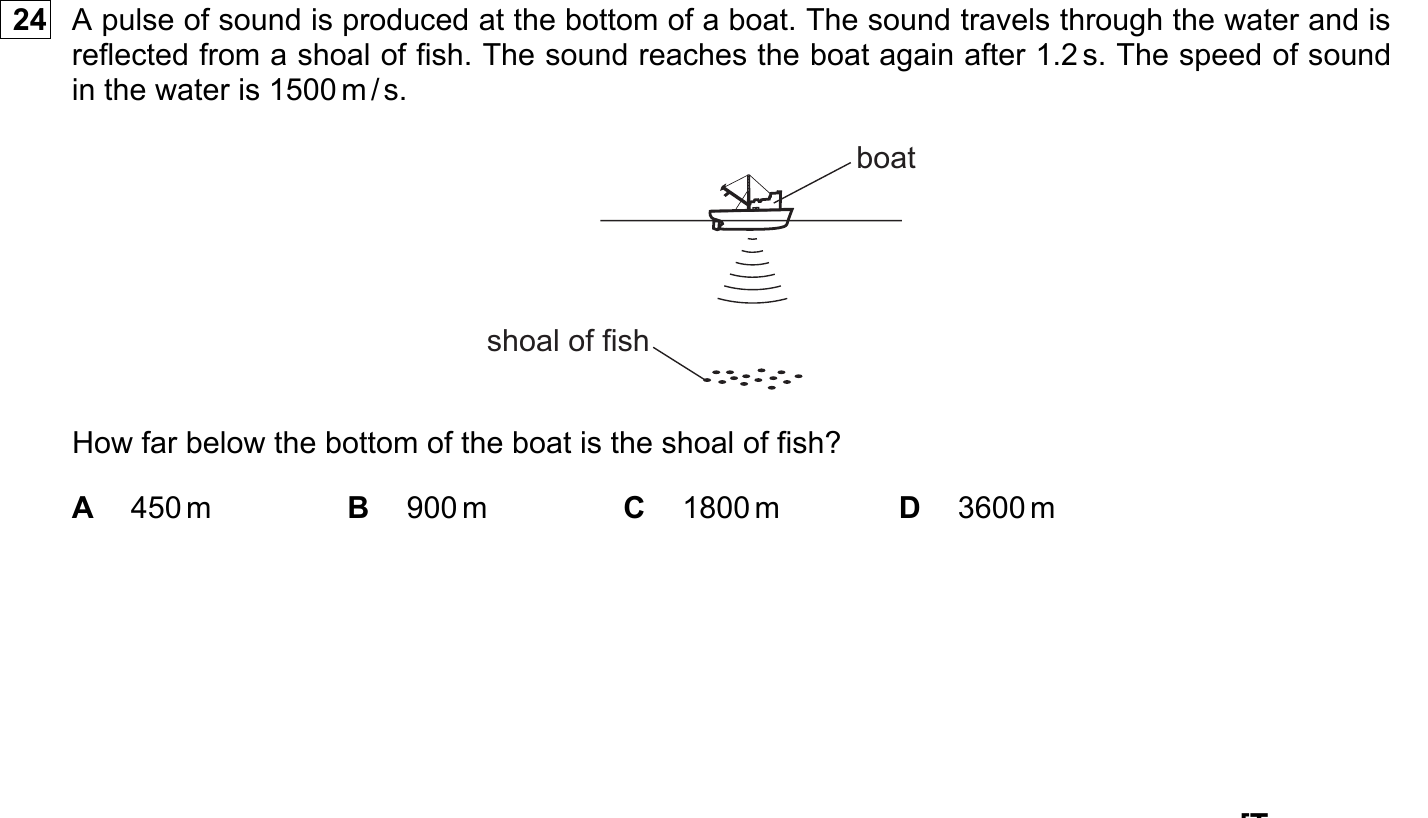 24 A pulse of sound is produced at the bottom of a boat. The sound travels through the water and is
reflected from a shoal of fish. The sound reaches the boat again after 1.2 s. The speed of sound
in the water is 1500 m / s.
boat
shoal of fish
How far below the bottom of the boat is the shoal of fish?
A 450 m B 900 m C 1800 m D 3600 m